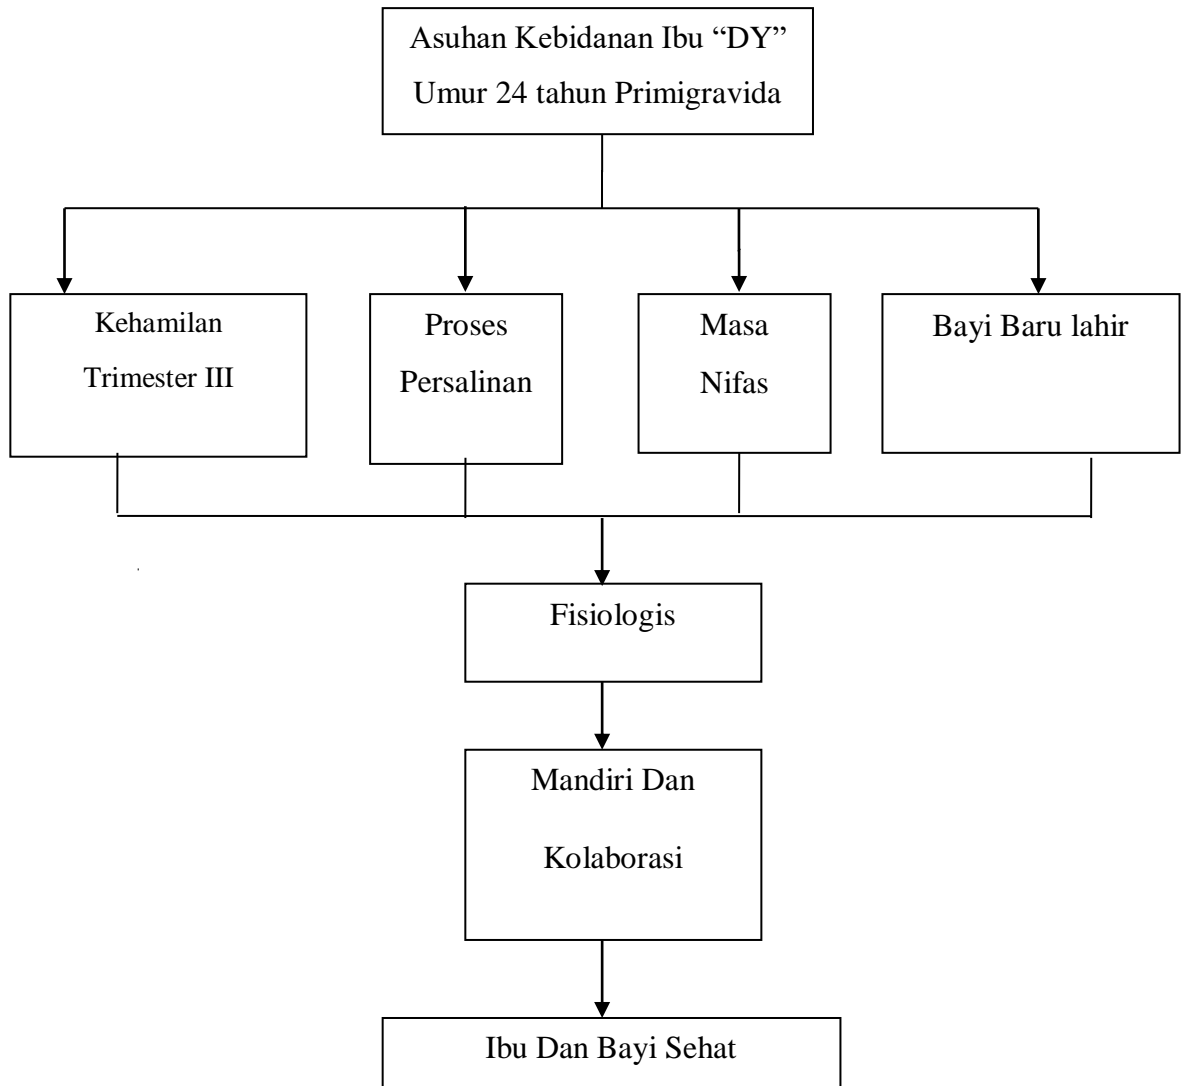 Asuhan Kebidanan Ibu “DY”
Umur 24 tahun Primigravida
Kehamilan
Trimester III
Proses
Persalinan
Masa
Nifas
Bayi Baru lahir
Fisiologis
Mandiri Dan
Kolaborasi
Ibu Dan Bayi Sehat